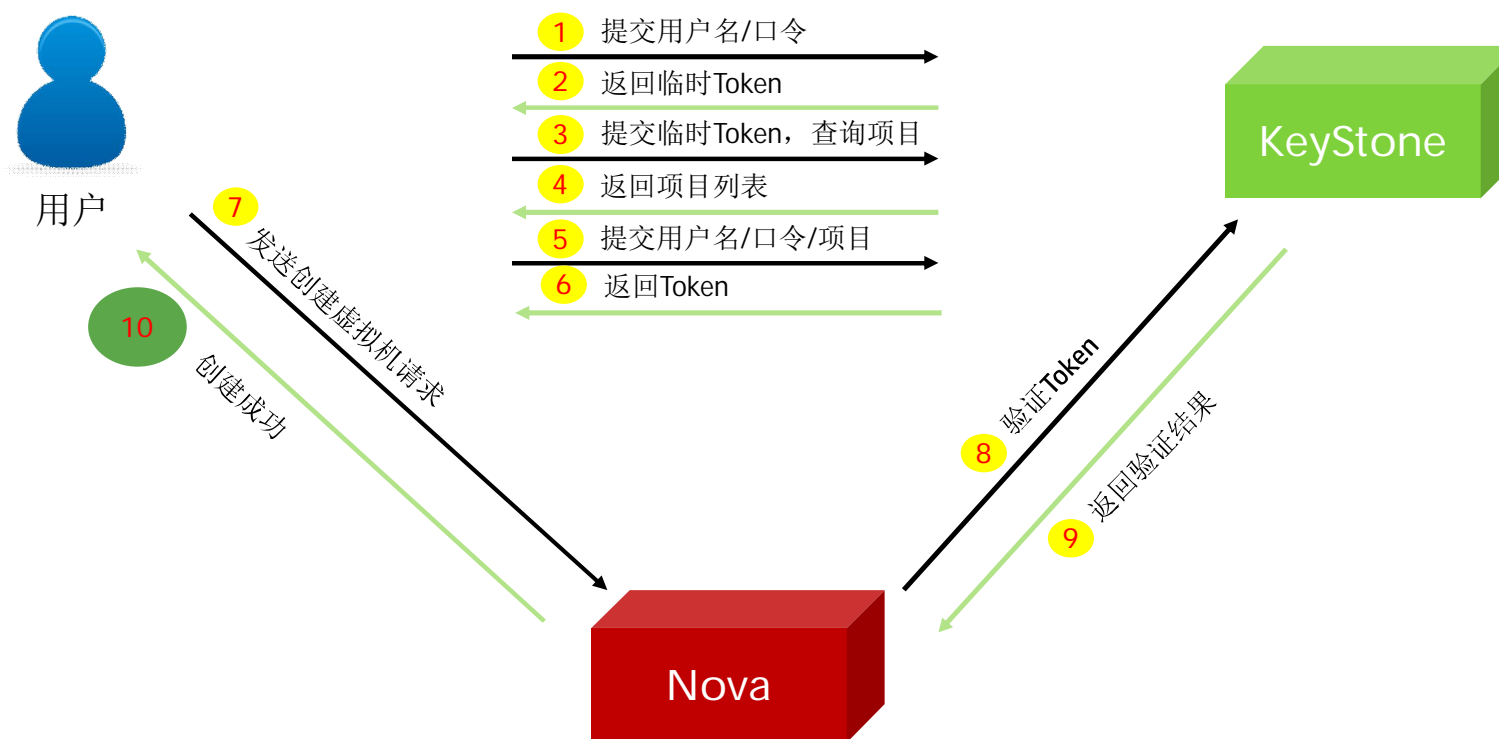 1 提交用户名/口令
2 返回临时Token
3 提交临时Token，查询项目
4 返回项目列表
5 提交用户名/口令/项目
6 返回Token
用户
KeyStone
7 发送创建虚拟机请求
10 创建成功
8 验证Token
9 返回验证结果
Nova